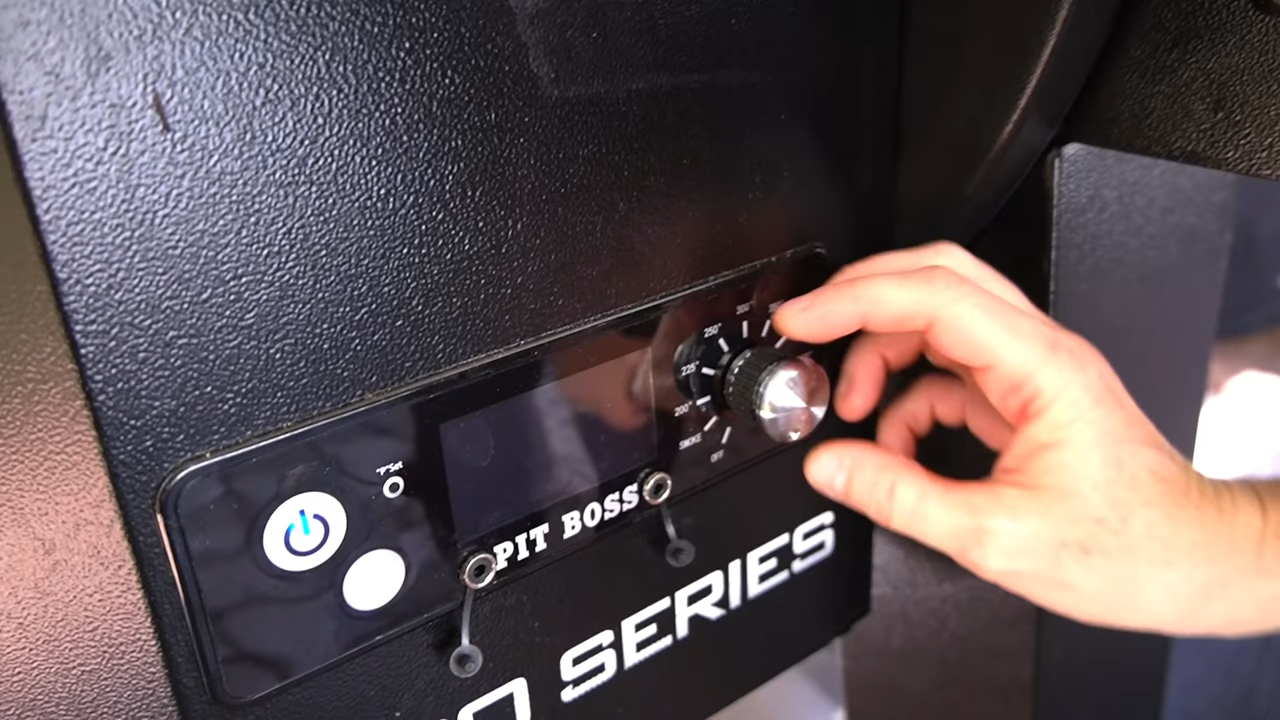 "P"Set
PIT BOSS
OFF
SMOKE
200°
225°
250°
300°
SERIES